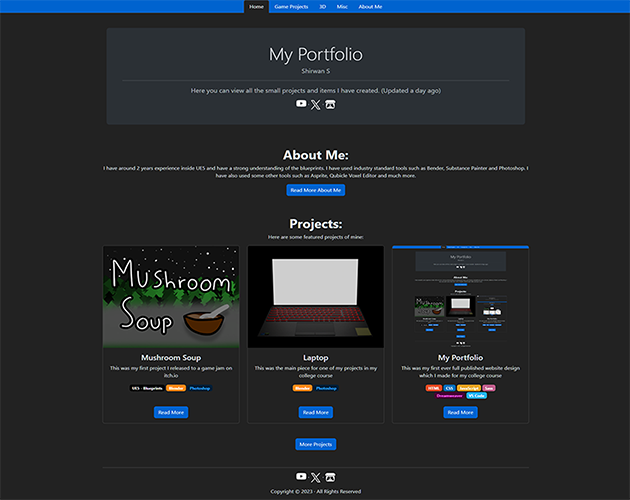 Home Game Projects 3D Misc About Me
My Portfolio
Shirwan S
Here you can view all the small projects and items I have created. (Updated a day ago)
About Me:
I have around 2 years experience inside UE5 and have a strong understanding of the blueprints. I have used industry standard tools such as Bender, Substance Painter and Photoshop. I
have also used some other tools such as Asprite, Qubicle Voxel Editor and much more.
Read More About Me
Projects:
Here are some featured projects of mine:
Mushroom
Soup
Mushroom Soup
This was my first project I released to a game jam on
itch.io
UE5 - Blueprints Blender Photoshop
Read More
Laptop
This was the main piece for one of my projects in my
college course
Blender Photoshop
Read More
My Portfolio
About Me:
Projects:
My Portfolio
This was my first ever full published website design
which I made for my college course
HTML CSS JavaScript Sass
Dreamweaver VS Code
Read More
More Projects
Copyright © 2023 - All Rights Reserved